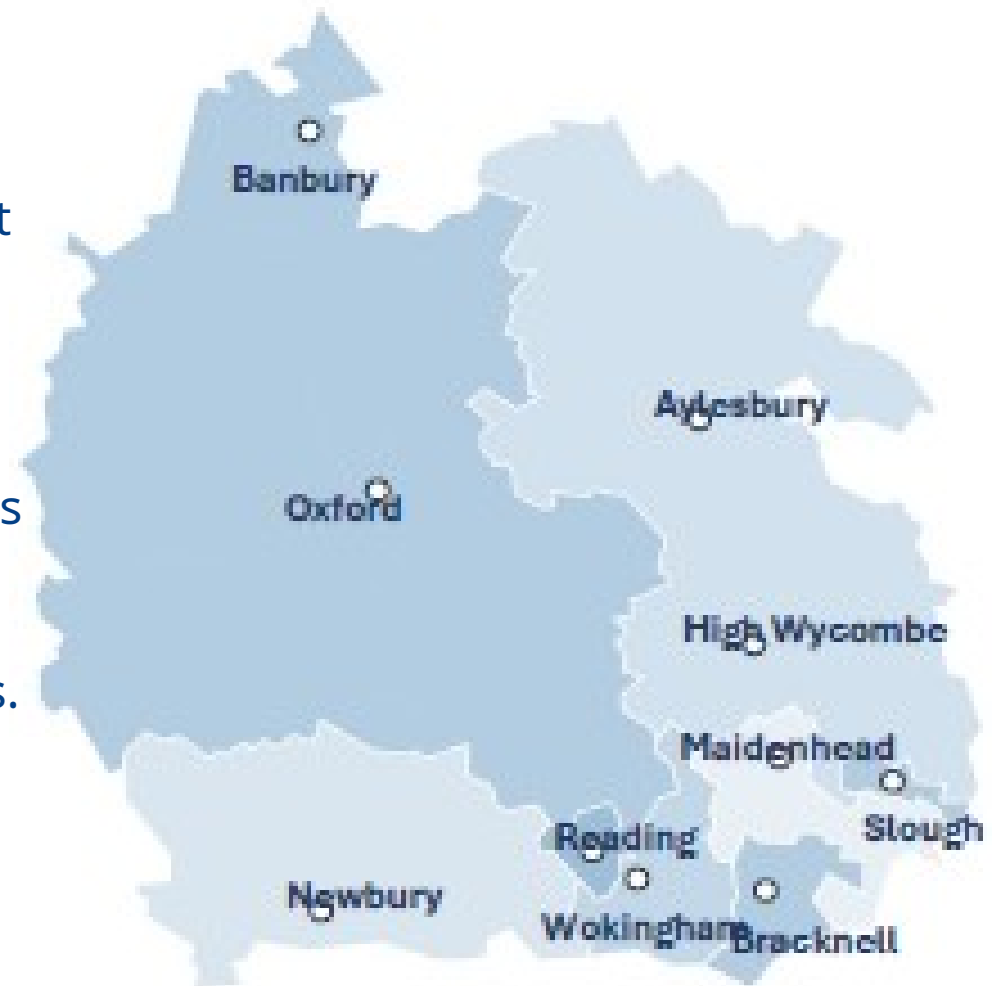 Banbury
t
Aylesbury
s
Oxford
High Wycombe
s.
Maidenhead
Slough
Reading
Newbury
Wokingham
Bracknell